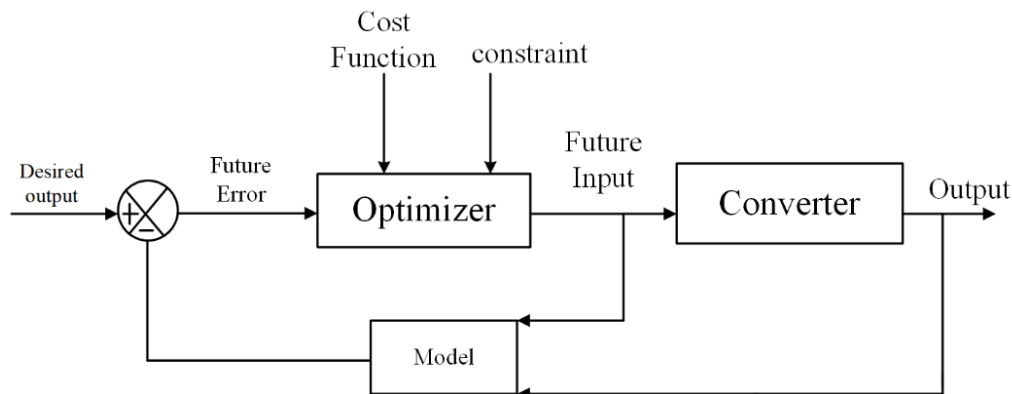 Cost
Function
constraint
Desired
output
Future
Error
Optimizer
Future
Input
Converter
Output
+
−
Model